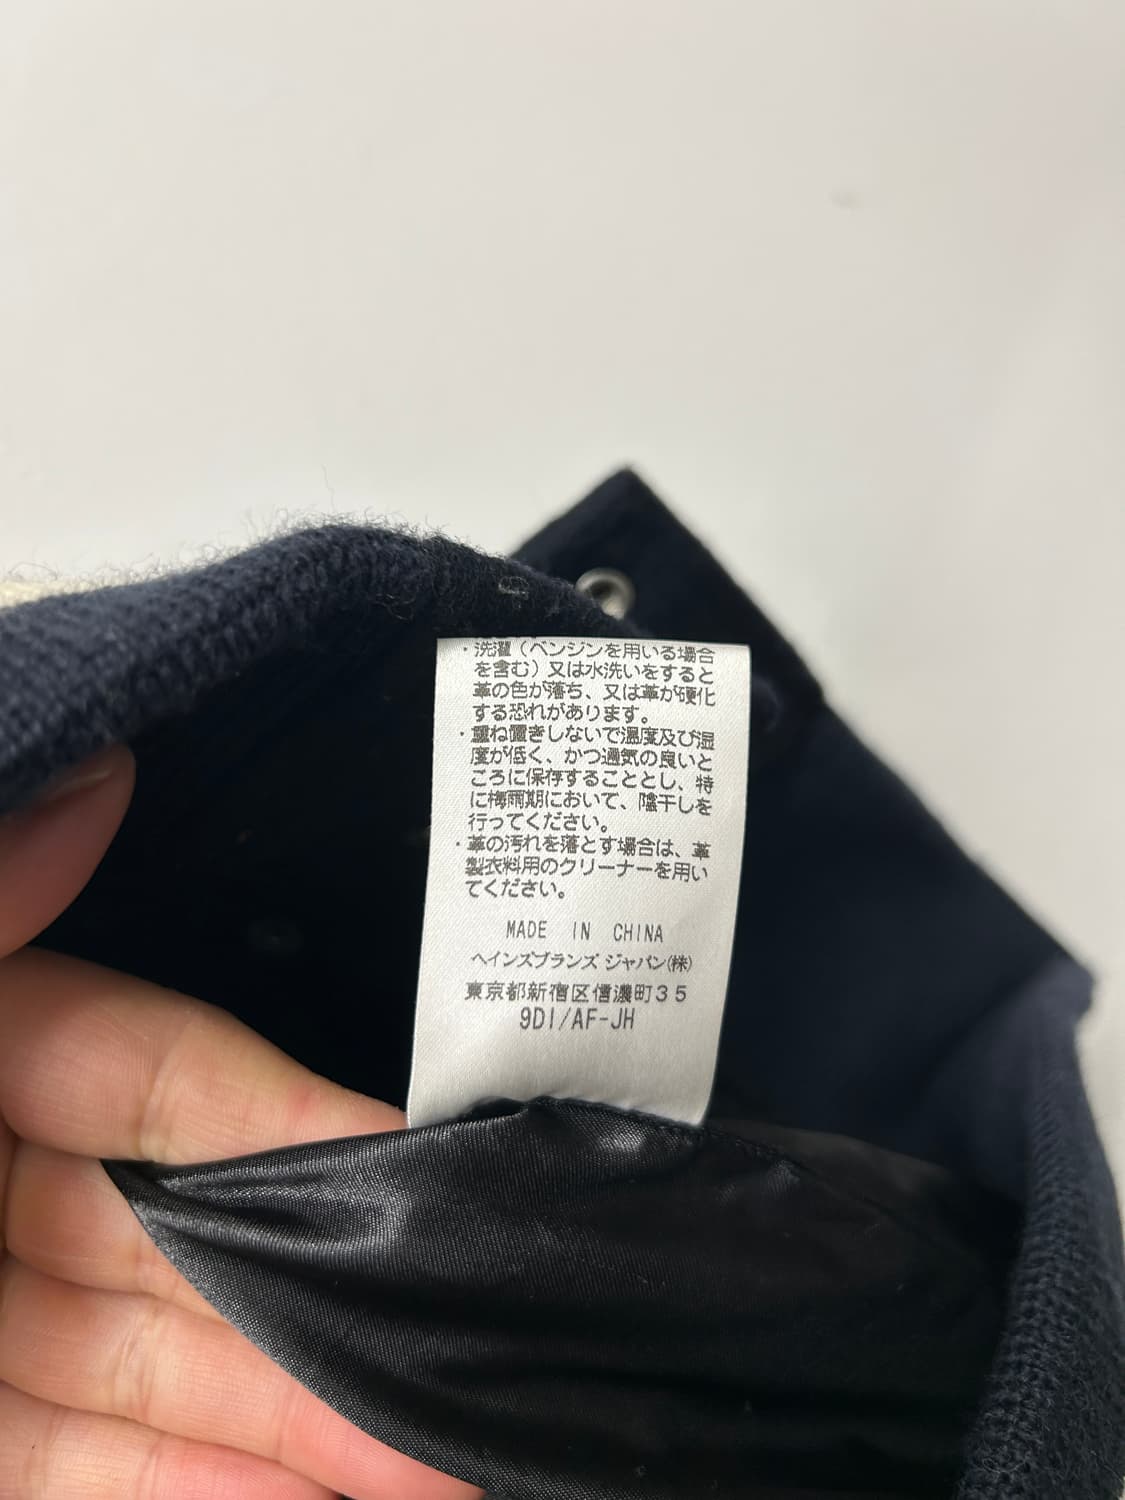 ・洗濯（ベンジンを用いる場合
を含む）又は水洗いをすると
革の色が落ち、又は革が硬化
する恐れがあります。
・重ね置きしないで温度及び湿
度が低く、かつ通気の良いと
ころに保存することとし、特
に梅雨期において、陰干しを
行ってください。
・革の汚れを落とす場合は、革
製衣料用のクリーナーを用い
てください。
MADE IN CHINA
ヘインズブランズ ジャパン(株)
東京都新宿区信濃町３５
9DI/AF-JH